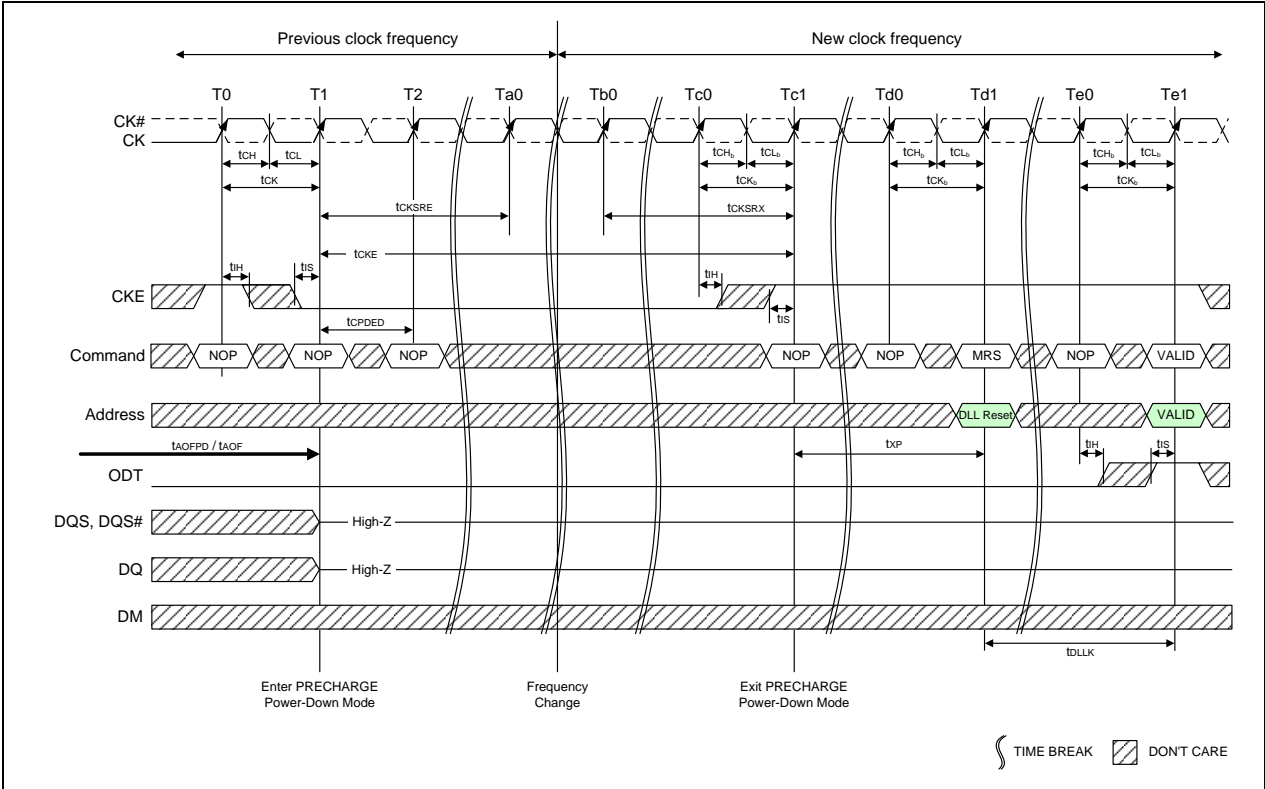 Previous clock frequency New clock frequency
T0 T1 T2 Ta0 Tb0 Tc0 Tc1 Td0 Td1 Te0 Te1
CK#
CK
tCH tCL tCHb tCLb tCHb tCLb tCHb tCLb
tCK tCKb tCKb tCKb
tCKSRE tCKSRX
tCKE
tIH tIS tIH
CKE
tIS
tCPDED
Command NOP NOP NOP NOP NOP MRS NOP VALID
Address DLL Reset VALID
tAOFPD / tAOF tXP tIH tIS
ODT
DQS, DQS# High-Z
DQ High-Z
DM
tDLLK
Enter PRECHARGE Frequency Exit PRECHARGE
Power-Down Mode Change Power-Down Mode
TIME BREAK DON'T CARE